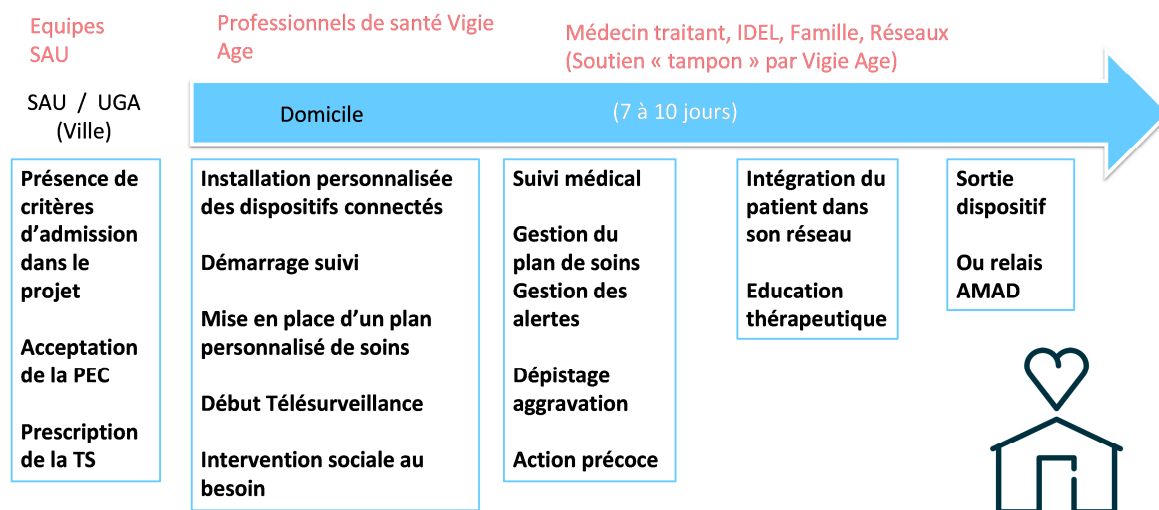 Equipes
SAU
Professionnels de santé Vigie
Age
Médecin traitant, IDEL, Famille, Réseaux
(Soutien « tampon » par Vigie Age)
SAU / UGA
(Ville)
Domicile
(7 à 10 jours)
Présence de
critères
d’admission
dans le
projet
Acceptation
de la PEC
Prescription
de la TS
Installation personnalisée
des dispositifs connectés
Démarrage suivi
Mise en place d’un plan
personnalisé de soins
Début Télésurveillance
Intervention sociale au
besoin
Suivi médical
Gestion du
plan de soins
Gestion des
alertes
Dépistage
aggravation
Action précoce
Intégration du
patient dans
son réseau
Education
thérapeutique
Sortie
dispositif
Ou relais
AMAD